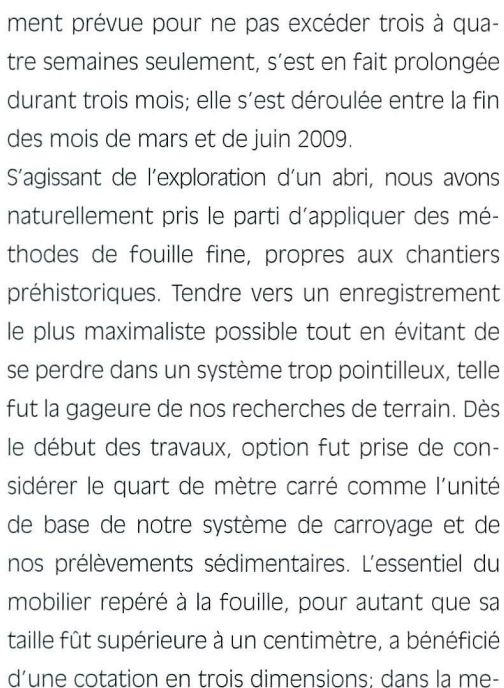 ment prévue pour ne pas excéder trois à qua-
tre semaines seulement, s'est en fait prolongée
durant trois mois; elle s'est déroulée entre la fin
des mois de mars et de juin 2009.
S'agissant de l'exploration d'un abri, nous avons
naturellement pris le parti d'appliquer des mé-
thodes de fouille fine, propres aux chantiers
préhistoriques. Tendre vers un enregistrement
le plus maximaliste possible tout en évitant de
se perdre dans un système trop pointilleux, telle
fut la gageure de nos recherches de terrain. Dès
le début des travaux, option fut prise de con-
sidérer le quart de mètre carré comme l'unité
de base de notre système de carroyage et de
nos prélèvements sédimentaires. L'essentiel du
mobilier repéré à la fouille, pour autant que sa
taille fût supérieure à un centimètre, a bénéficié
d'une cotation en trois dimensions; dans la me-